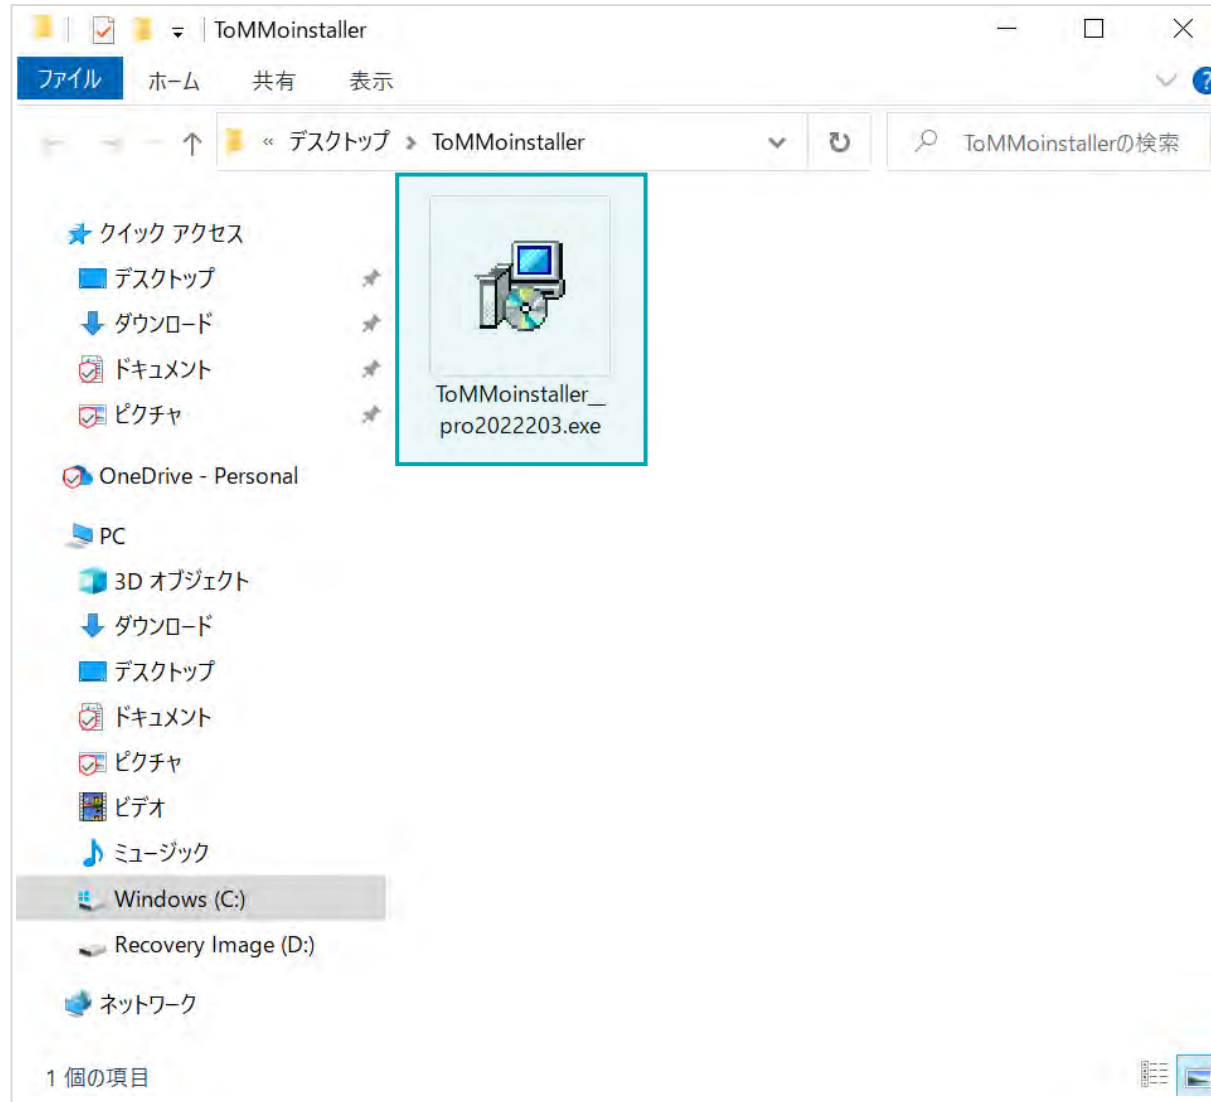 ToMMoinstaller
ファイル ホーム 共有 表示
« デスクトップ › ToMMoinstaller ToMMoinstallerの検索
クイック アクセス
デスクトップ
ダウンロード
ドキュメント
ピクチャ
OneDrive - Personal
PC
3D オブジェクト
ダウンロード
デスクトップ
ドキュメント
ピクチャ
ビデオ
ミュージック
Windows (C:)
Recovery Image (D:)
ネットワーク
ToMMoinstaller__
pro2022203.exe
1 個の項目